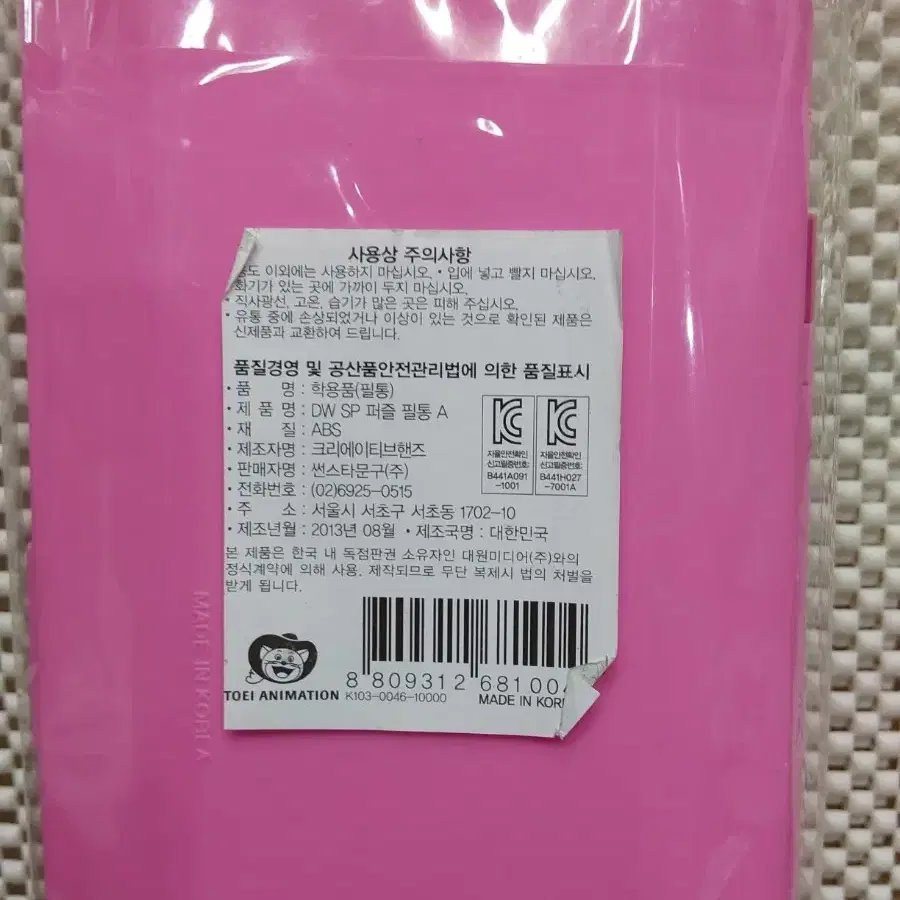 사용상 주의사항
이외에는 사용하지 마십시오. • 입에 넣고 빨지 마십시오.
화기가 있는 곳에 가까이 두지 마십시오.
• 직사광선, 고온, 습기가 많은 곳은 피해 주십시오.
• 유통 중에 손상되었거나 이상이 있는 것으로 확인된 제품은
신제품과 교환하여 드립니다.
품질경영 및 공산품안전관리법에 의한 품질표시
• 품 명 : 학용품(필통)
• 제 품 명 : DW SP 퍼즐 필통 A
• 재 질 : ABS
• 제조자명 : 크리에이티브핸즈
• 판매자명 : 썬스타문구(주)
• 전화번호 : (02)6925-0515
• 주 소 : 서울시 서초구 서초동 1702-10
• 제조년월 : 2013년 08월 • 제조국명 : 대한민국
KC
자율안전확인
신고필증번호:
B441A091
-1001
KC
자율안전확인
신고필증번호:
B441H027
-7001A
본 제품은 한국 내 독점판권 소유자인 대원미디어(주)와의
정식계약에 의해 사용, 제작되므로 무단 복제시 법의 처벌을
받게 됩니다.
8 809312 68100
TOEI ANIMATION K103-0046-10000 MADE IN KOR
MADE IN KOREA